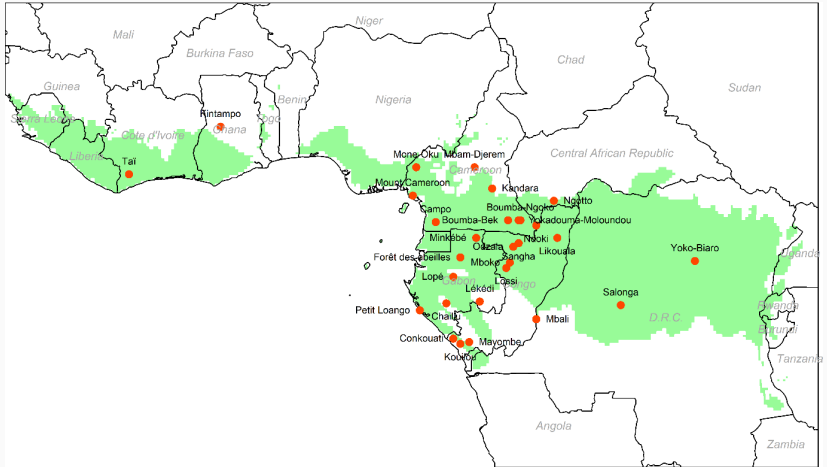 Niger
Mali
Burkina Faso
Chad
Sudan
Guinea
Benin
Nigeria
Kintampo
Togo
Sierra Leone
Cote d'Ivoire
Ghana
Liberia
Taï
Mone-Oku
Mbam-Djerem
Central African Republic
Cameroon
Mount Cameroon
Kandara
Ngotto
Campo
Boumba-Ngoko
Boumba-Bek
Yokadouma-Moloundou
Minkébé
Odzala
Noki
Likouala
Yoko-Biaro
Uganda
Forêt des abeilles
Mboko
Sangha
Lopé
Gabon
Lossi
Congo
Lékédi
Salonga
Rwanda
Petit Loango
Chaillu
Mbali
D.R.C.
Burundi
Conkouati
Mayombe
Kouilou
Tanzania
Angola
Zambia